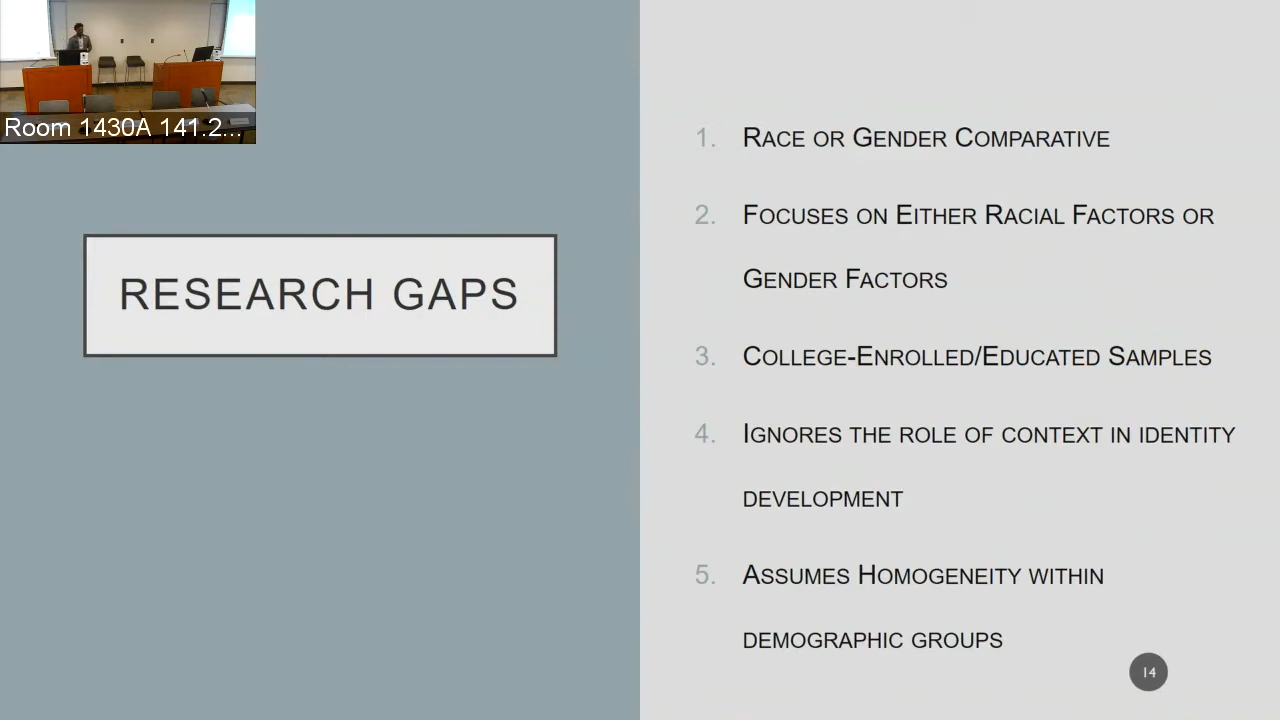 Room 1430A 141.2...
RESEARCH GAPS
1. RACE OR GENDER COMPARATIVE
2. FOCUSES ON EITHER RACIAL FACTORS OR
GENDER FACTORS
3. COLLEGE-ENROLLED/EDUCATED SAMPLES
4. IGNORES THE ROLE OF CONTEXT IN IDENTITY
DEVELOPMENT
5. ASSUMES HOMOGENEITY WITHIN
DEMOGRAPHIC GROUPS
14